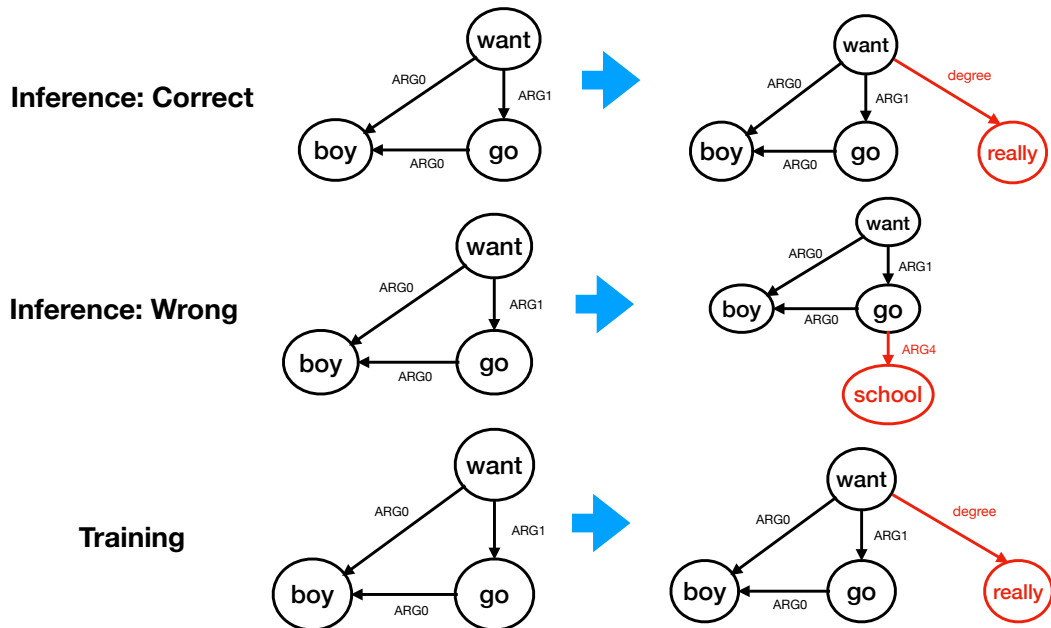 want
want
ARG0
ARG1
degree
Inference: Correct
ARG0
ARG1
boy
go
ARG0
boy
go
ARG0
really
want
want
ARG0
ARG1
ARG0
ARG1
Inference: Wrong
boy
go
ARG0
boy
go
ARG0
ARG4
school
want
want
ARG0
ARG1
degree
Training
ARG0
ARG1
boy
go
ARG0
boy
go
ARG0
really